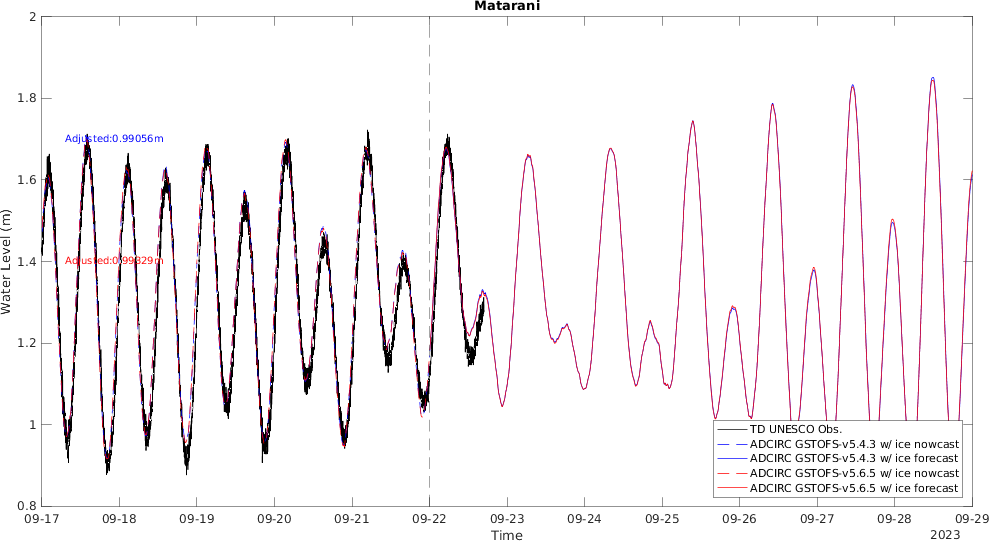 Matarani
2
1.8
1.6
1.4
1.2
1
0.8
Water Level (m)
Adjusted:0.99056m
Adjusted:0.99329m
TD UNESCO Obs.
ADCIRC GSTOFS-v5.4.3 w/ ice nowcast
ADCIRC GSTOFS-v5.4.3 w/ ice forecast
ADCIRC GSTOFS-v5.6.5 w/ ice nowcast
ADCIRC GSTOFS-v5.6.5 w/ ice forecast
09-17 09-18 09-19 09-20 09-21 09-22 09-23 09-24 09-25 09-26 09-27 09-28 09-29
Time
2023